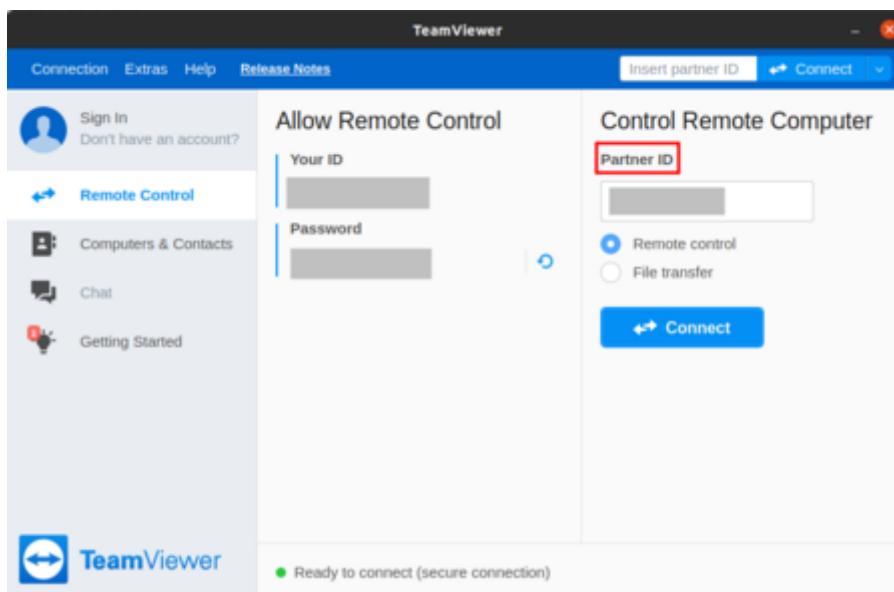 TeamViewer
Connection Extras Help Release Notes Insert partner ID Connect
Sign In
Don't have an account?
Remote Control
Computers & Contacts
Chat
Getting Started
TeamViewer
Allow Remote Control
Your ID
Password
Control Remote Computer
Partner ID
Remote control
File transfer
Connect
Ready to connect (secure connection)